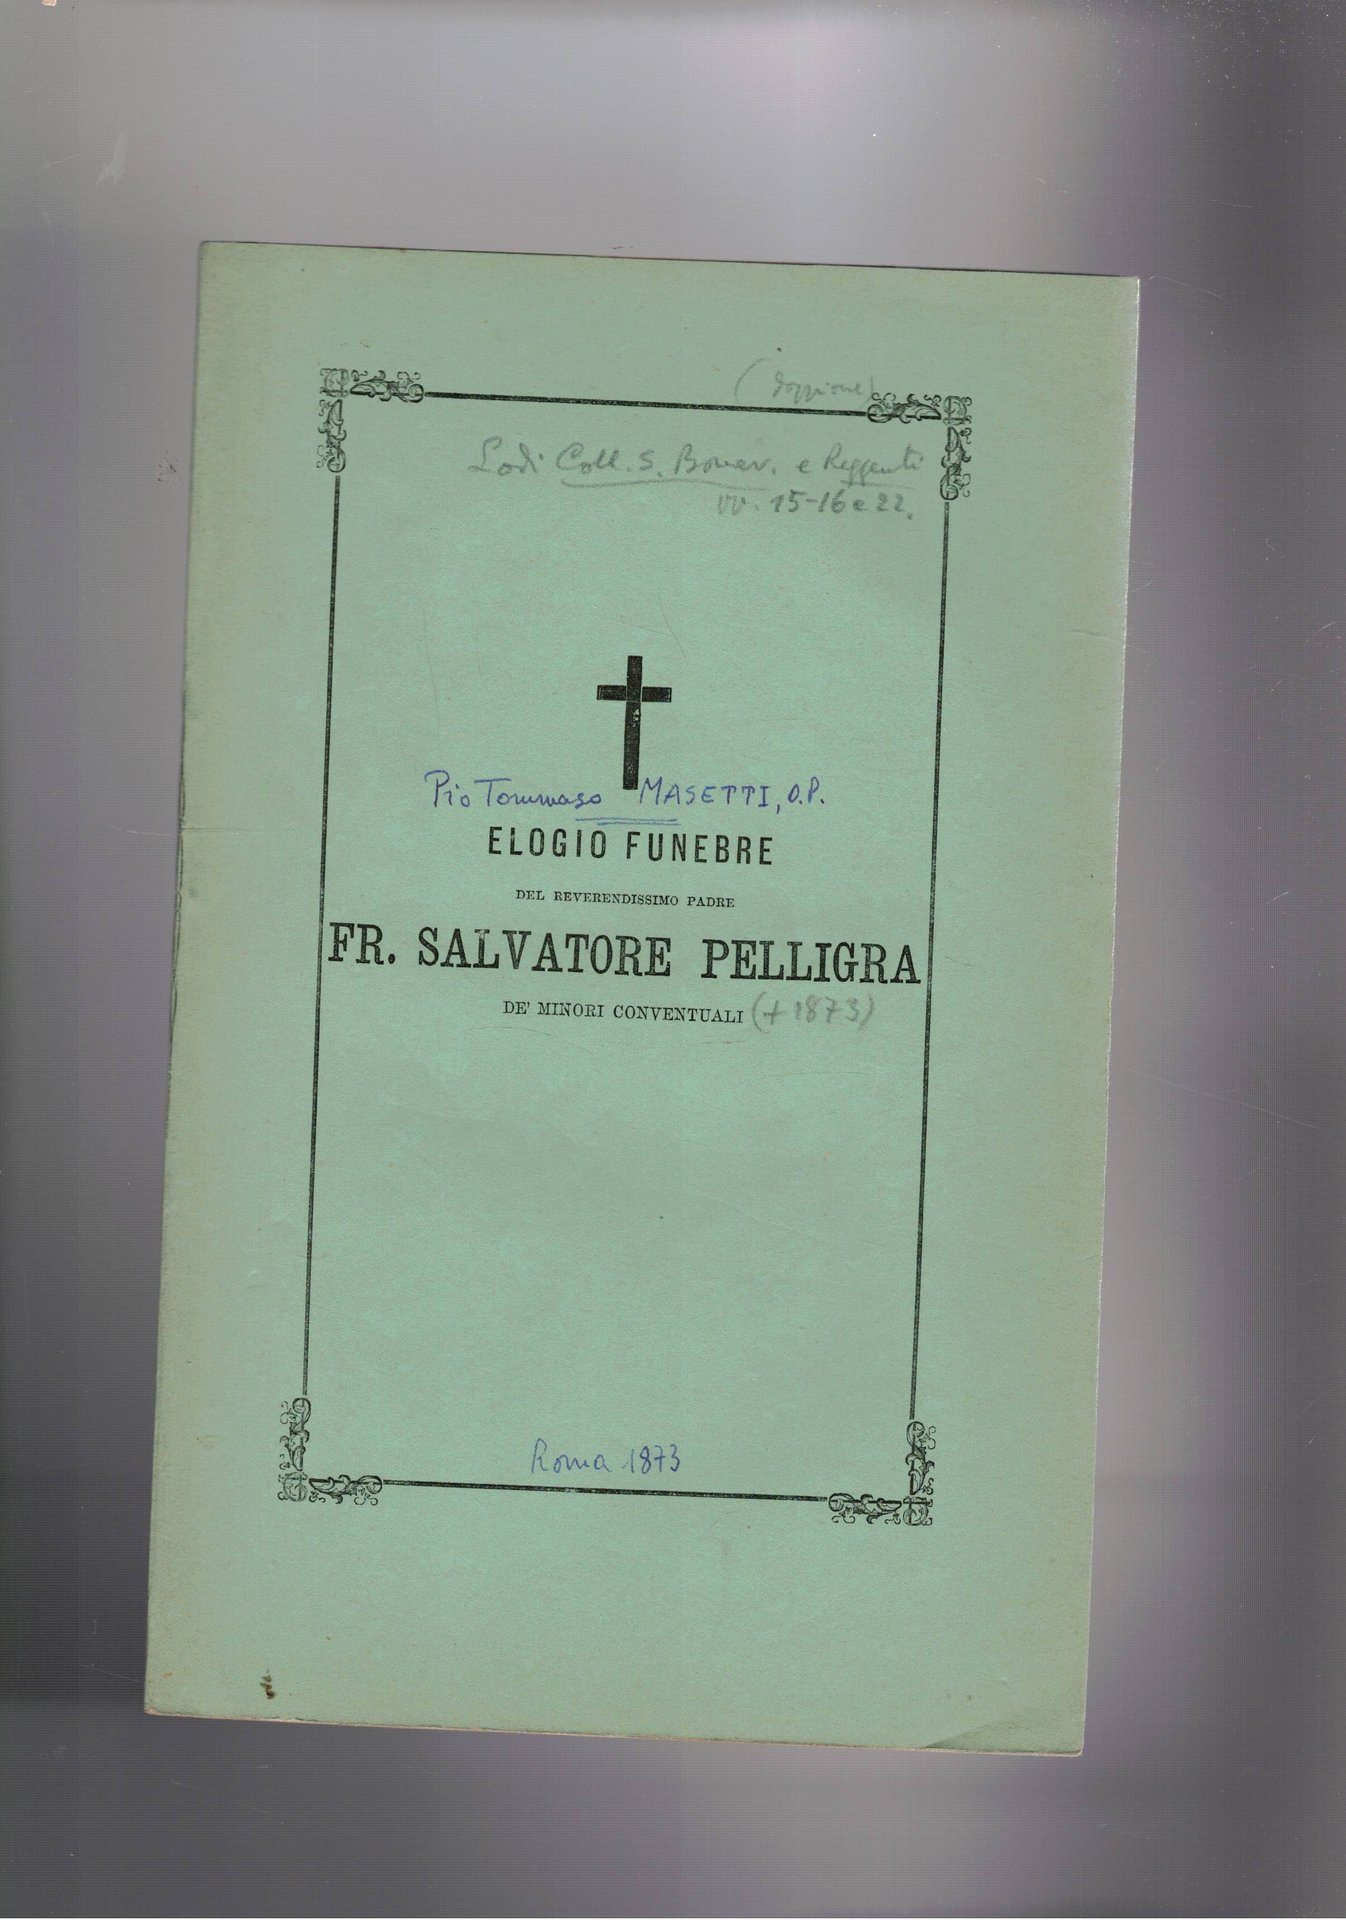 (doppione)
Lodi Coll. S. Bonav. e Reggenti
vv. 15-16 e 22.
Pio Tommaso MASETTI, O.P.
ELOGIO FUNEBRE
DEL REVERENDISSIMO PADRE
FR. SALVATORE PELLIGRA
DE' MINORI CONVENTUALI (+1873)
Roma 1873